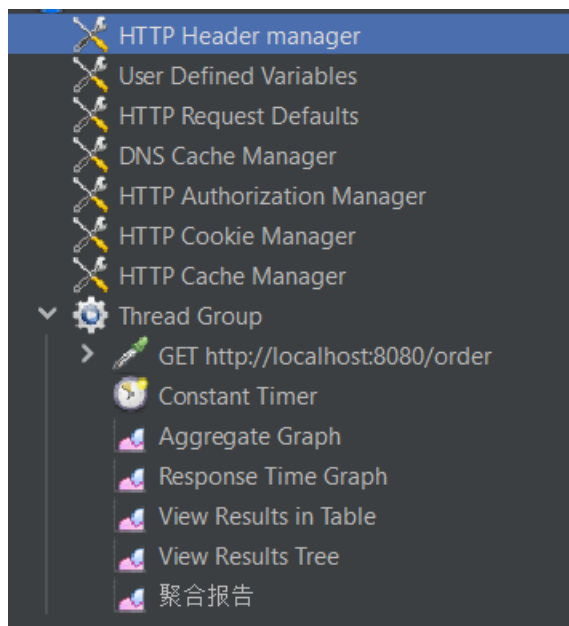 HTTP Header manager
User Defined Variables
HTTP Request Defaults
DNS Cache Manager
HTTP Authorization Manager
HTTP Cookie Manager
HTTP Cache Manager
Thread Group
GET http://localhost:8080/order
Constant Timer
Aggregate Graph
Response Time Graph
View Results in Table
View Results Tree
聚合报告